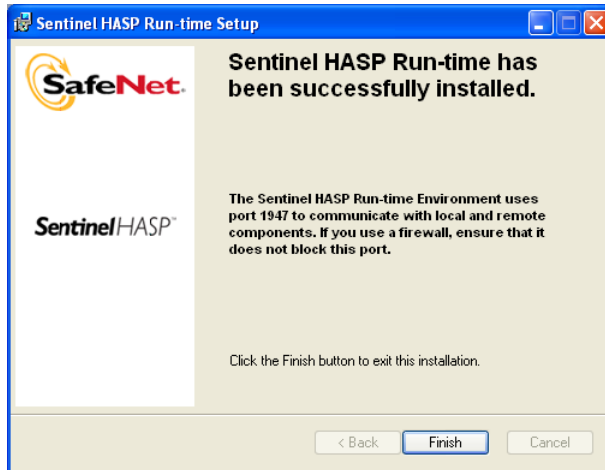 Sentinel HASP Run-time Setup
SafeNet.
Sentinel HASP Run-time has
been successfully installed.
SentinelHASP™
The Sentinel HASP Run-time Environment uses
port 1947 to communicate with local and remote
components. If you use a firewall, ensure that it
does not block this port.
Click the Finish button to exit this installation.
< Back
Finish
Cancel